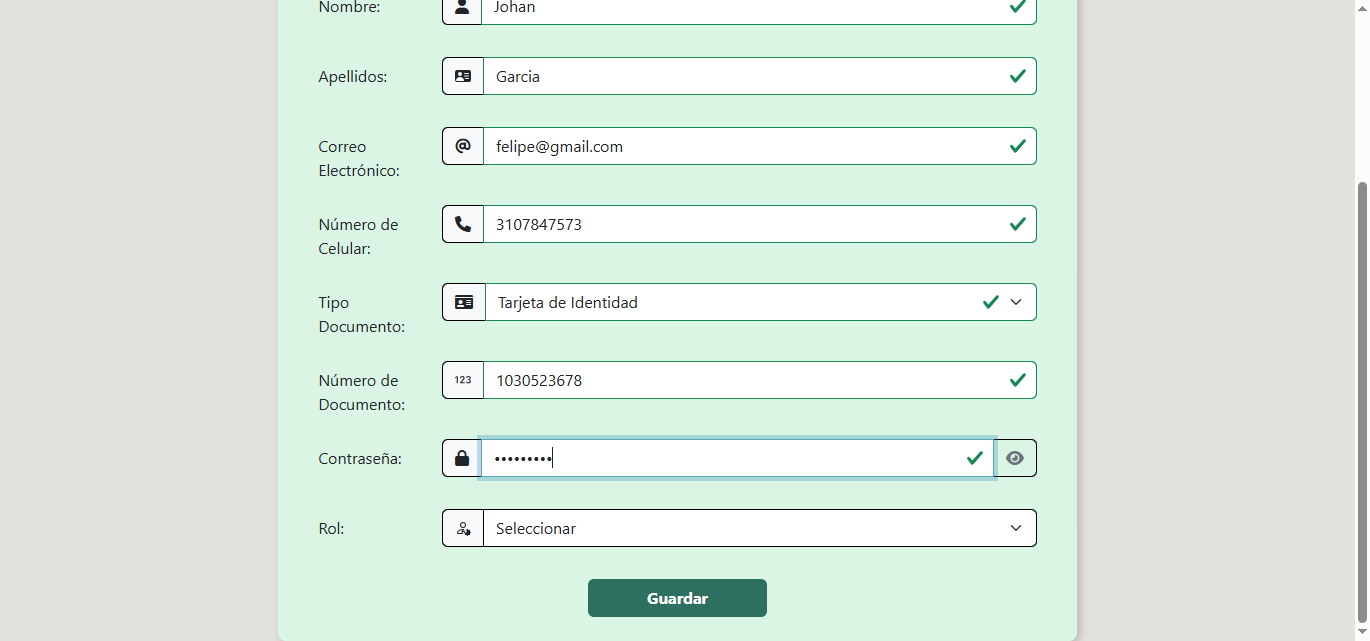 Nombre: Johan
Apellidos: Garcia
Correo
Electrónico: felipe@gmail.com
Número de
Celular: 3107847573
Tipo
Documento: Tarjeta de Identidad
Número de
Documento: 123 1030523678
Contraseña: •••••••••
Rol: Seleccionar
Guardar